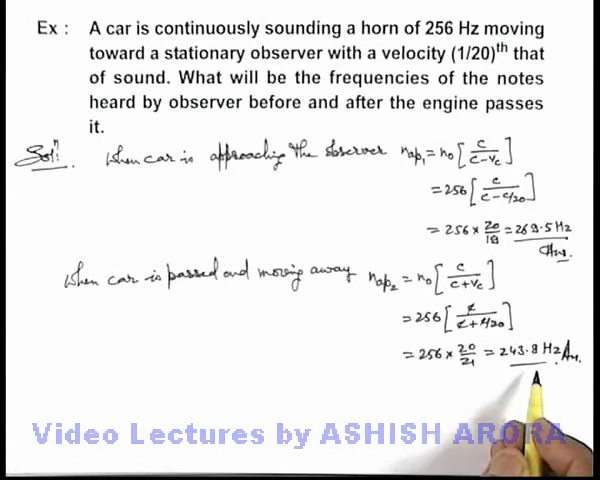 Ex : A car is continuously sounding a horn of 256 Hz moving
toward a stationary observer with a velocity (1/20)th that
of sound. What will be the frequencies of the notes
heard by observer before and after the engine passes
it.
Soln. When car is approaching the observer nap1 = n0 [c / c - vc]
= 256 [c / c - c/20]
= 256 × 20/19 = 269.5 Hz
Ans.
When car is passed and moving away nap2 = n0 [c / c + vc]
= 256 [c / c + c/20]
= 256 × 20/21 = 243.8 Hz Ans.
Video Lectures by ASHISH ARORA